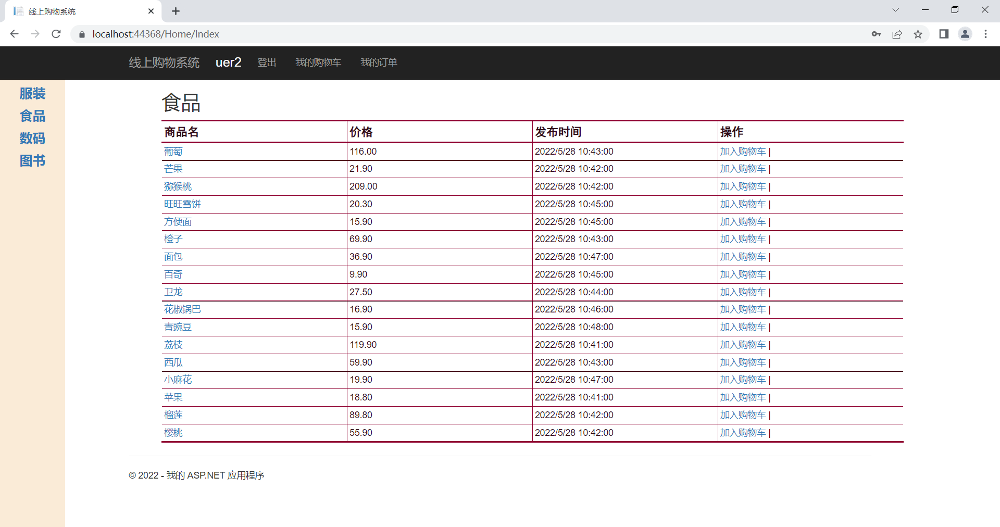 线上购物系统
localhost:44368/Home/Index
线上购物系统 uer2 登出 我的购物车 我的订单
服装
食品
数码
图书
食品
商品名 价格 发布时间 操作
葡萄 116.00 2022/5/28 10:43:00 加入购物车 |
芒果 21.90 2022/5/28 10:42:00 加入购物车 |
猕猴桃 209.00 2022/5/28 10:42:00 加入购物车 |
旺旺雪饼 20.30 2022/5/28 10:45:00 加入购物车 |
方便面 15.90 2022/5/28 10:45:00 加入购物车 |
橙子 69.90 2022/5/28 10:43:00 加入购物车 |
面包 36.90 2022/5/28 10:47:00 加入购物车 |
百奇 9.90 2022/5/28 10:45:00 加入购物车 |
卫龙 27.50 2022/5/28 10:44:00 加入购物车 |
花椒锅巴 16.90 2022/5/28 10:46:00 加入购物车 |
青豌豆 15.90 2022/5/28 10:48:00 加入购物车 |
荔枝 119.90 2022/5/28 10:41:00 加入购物车 |
西瓜 59.90 2022/5/28 10:43:00 加入购物车 |
小麻花 19.90 2022/5/28 10:47:00 加入购物车 |
苹果 18.80 2022/5/28 10:41:00 加入购物车 |
榴莲 89.80 2022/5/28 10:42:00 加入购物车 |
樱桃 55.90 2022/5/28 10:42:00 加入购物车 |
© 2022 - 我的 ASP.NET 应用程序